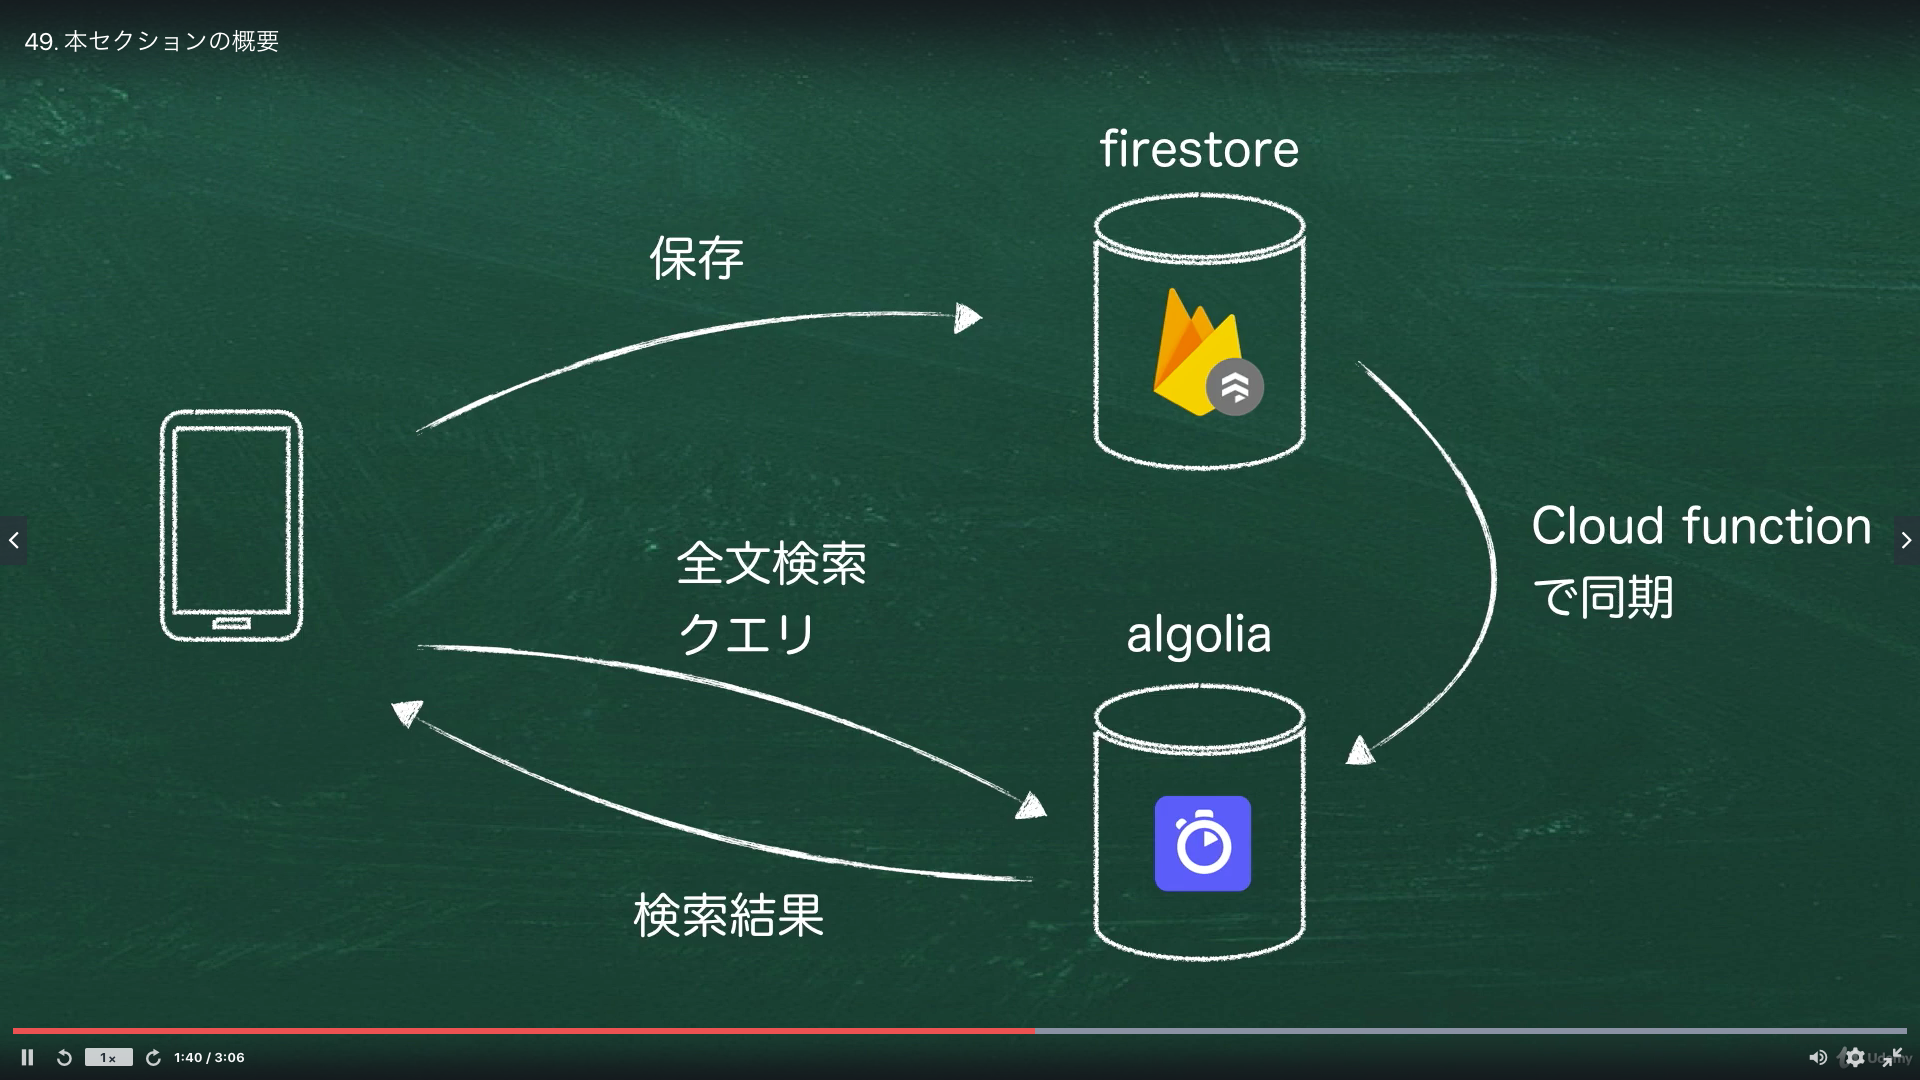 49. 本セクションの概要
firestore
保存
Cloud function
で同期
全文検索
クエリ
algolia
検索結果
1x
1:40 / 3:06
Udemy